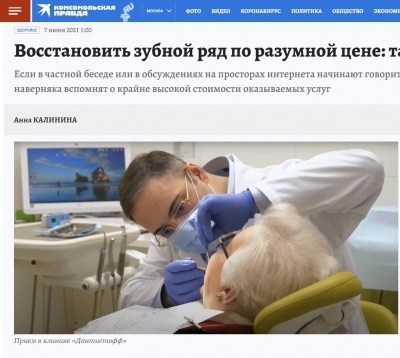 КОМСОМОЛЬСКАЯ
ПРАВДА
МОСКВА
ФОТО ВИДЕО КОРОНАВИРУС ПОЛИТИКА ОБЩЕСТВО ЭКОНОМИ
ЗДОРОВЬЕ 7 июня 2021 1:00
Восстановить зубной ряд по разумной цене: та
Если в частной беседе или в обсуждениях на просторах интернета начинают говорит
наверняка вспомнят о крайне высокой стоимости оказываемых услуг
Анна КАЛИНИНА
Прием в клинике «Дантистофф»